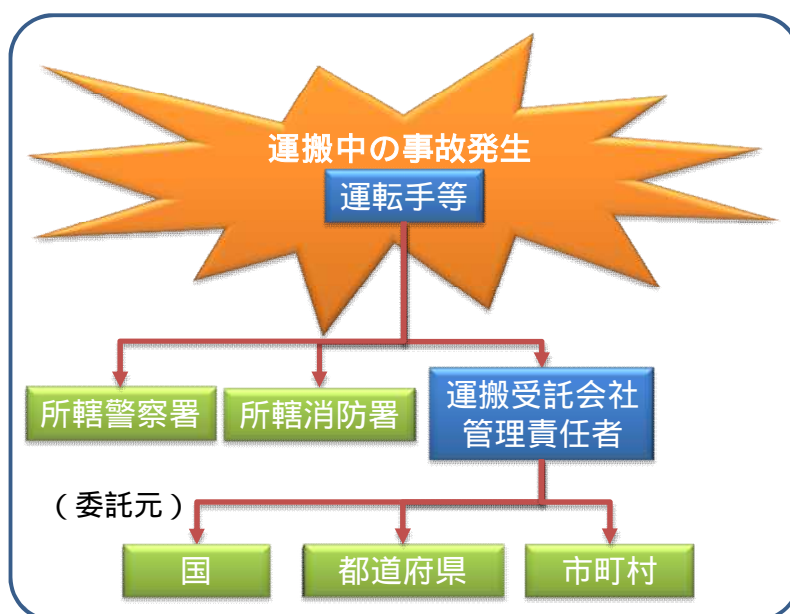 運搬中の事故発生
運転手等
所轄警察署
所轄消防署
運搬受託会社
管理責任者
（委託元）
国
都道府県
市町村